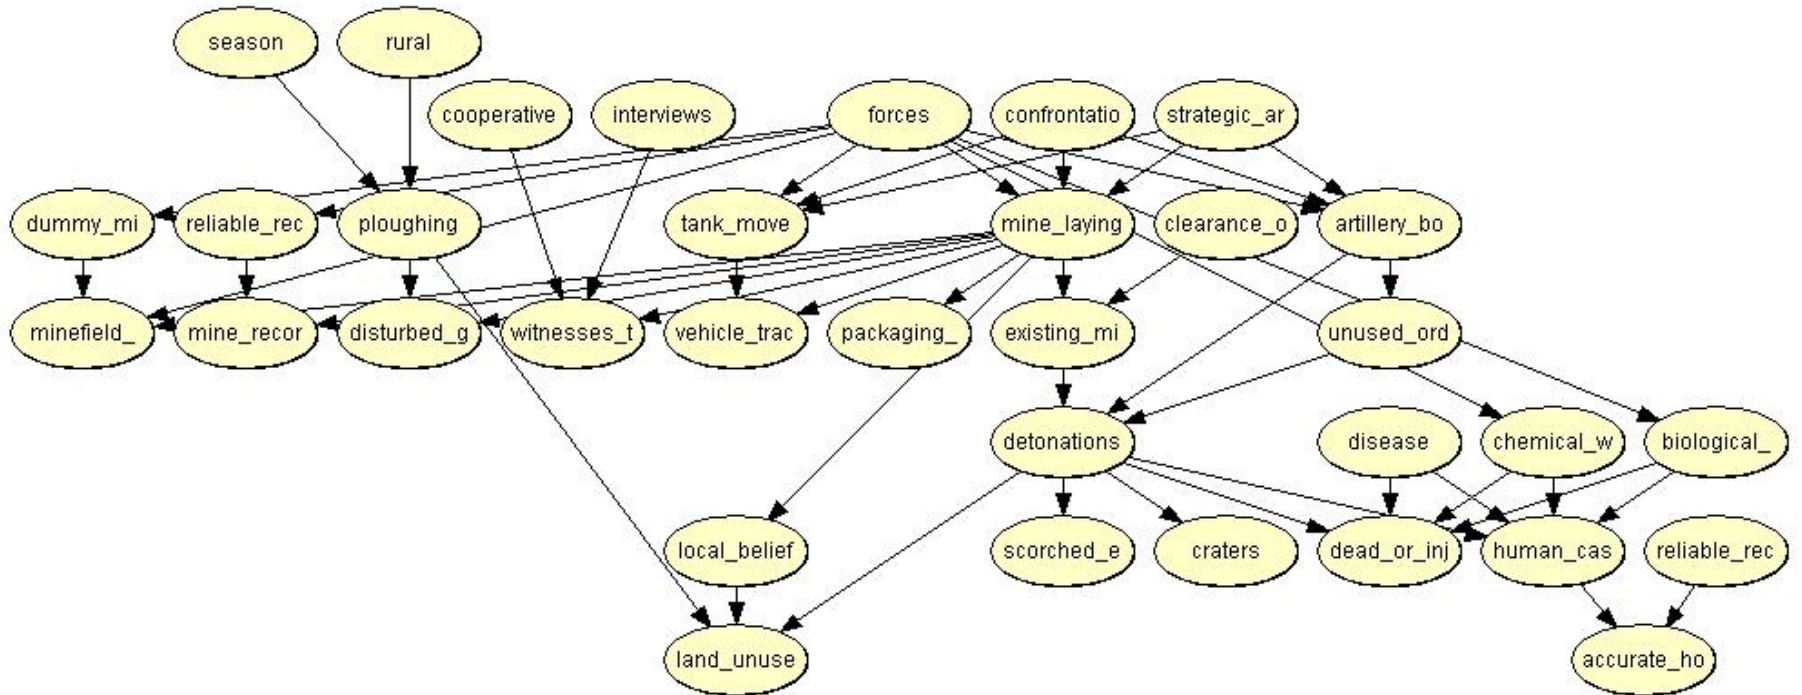 season
rural
cooperative
interviews
forces
confrontatio
strategic_ar
dummy_mi
reliable_rec
ploughing
tank_move
mine_laying
clearance_o
artillery_bo
minefield_
mine_recor
disturbed_g
witnesses_t
vehicle_trac
packaging_
existing_mi
unused_ord
detonations
disease
chemical_w
biological_
local_belief
scorched_e
craters
dead_or_inj
human_cas
reliable_rec
land_unuse
accurate_ho